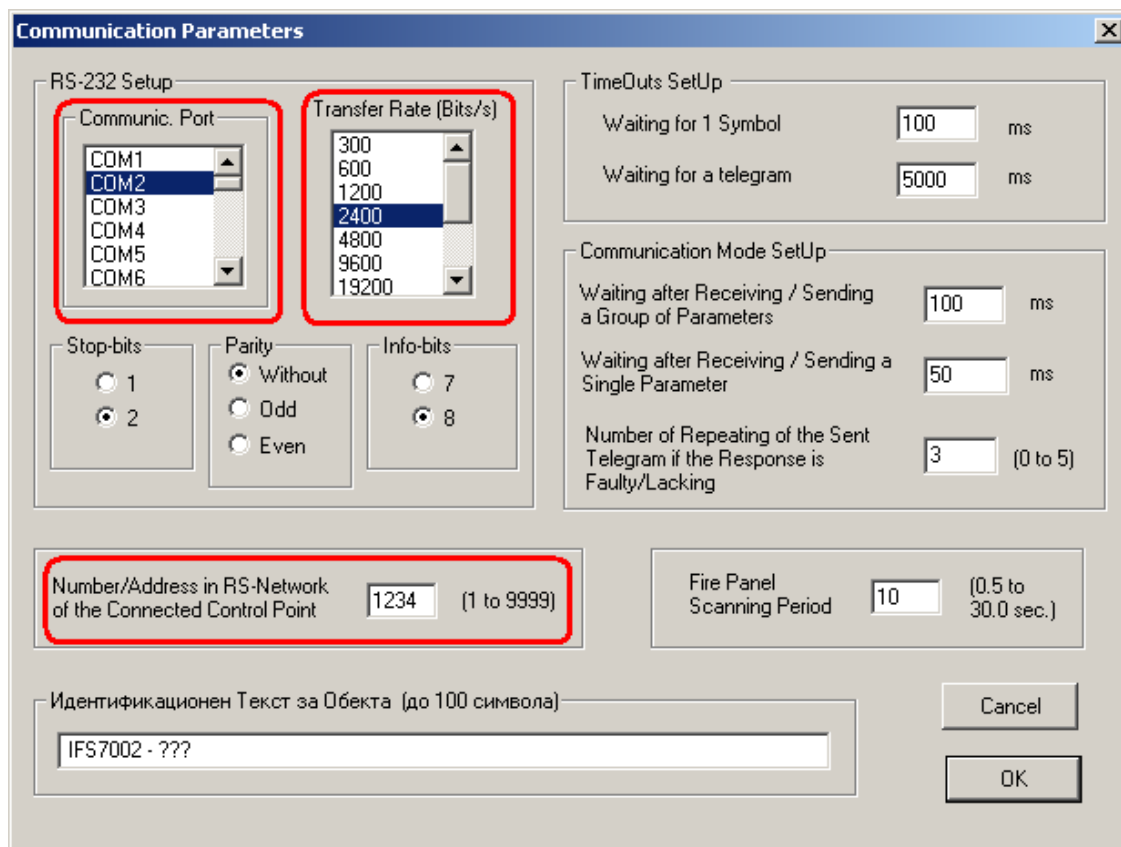 Communication Parameters
RS-232 Setup
Communic. Port
COM1
COM2
COM3
COM4
COM5
COM6
Transfer Rate (Bits/s)
300
600
1200
2400
4800
9600
19200
Stop-bits
1
2
Parity
Without
Odd
Even
Info-bits
7
8
TimeOuts SetUp
Waiting for 1 Symbol 100 ms
Waiting for a telegram 5000 ms
Communication Mode SetUp
Waiting after Receiving / Sending
a Group of Parameters 100 ms
Waiting after Receiving / Sending a
Single Parameter 50 ms
Number of Repeating of the Sent
Telegram if the Response is 3 (0 to 5)
Faulty/Lacking
Number/Address in RS-Network
of the Connected Control Point 1234 (1 to 9999)
Fire Panel
Scanning Period 10 (0.5 to
30.0 sec.)
Идентификационен Текст за Обекта (до 100 символа)
IFS7002 - ???
Cancel
OK